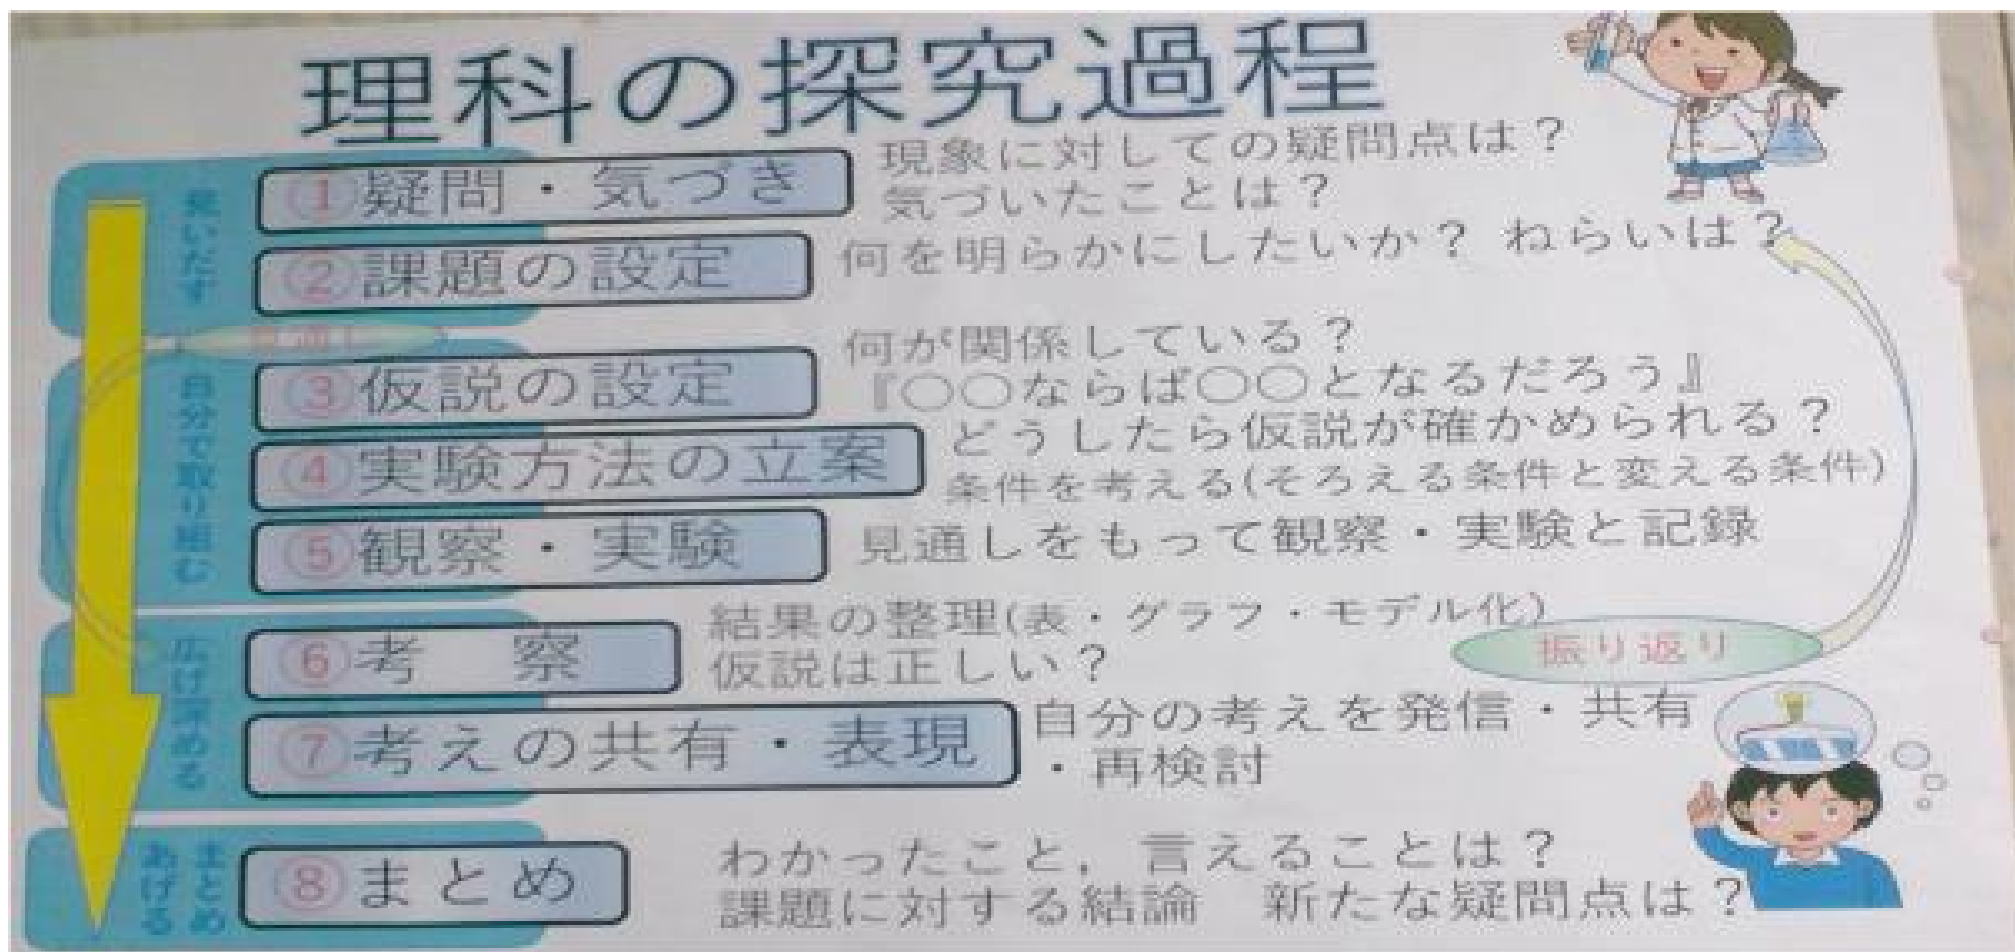 理科の探究過程
見いだす
①疑問・気づき
現象に対しての疑問点は？
気づいたことは？
②課題の設定
何を明らかにしたいか？ ねらいは？
見通し
自分で取り組む
③仮説の設定
何が関係している？
『〇〇ならば〇〇となるだろう』
④実験方法の立案
どうしたら仮説が確かめられる？
条件を考える(そろえる条件と変える条件)
⑤観察・実験
見通しをもって観察・実験と記録
広げ深める
⑥考　察
結果の整理(表・グラフ・モデル化)
仮説は正しい？
振り返り
⑦考えの共有・表現
自分の考えを発信・共有
・再検討
まとめ
あげる
⑧まとめ
わかったこと，言えることは？
課題に対する結論　新たな疑問点は？